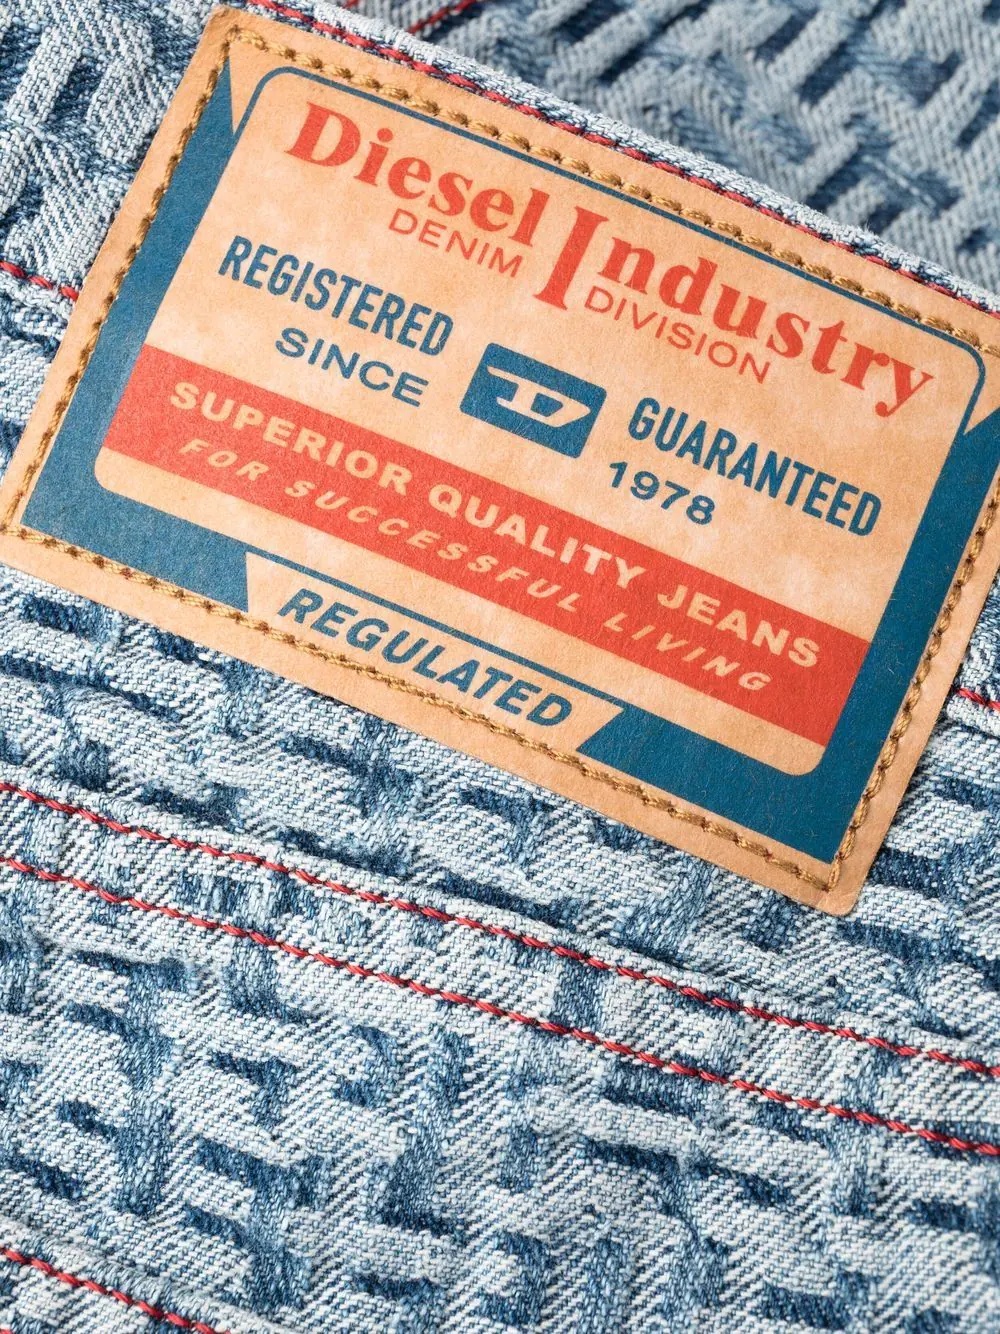 Diesel Industry
DENIM DIVISION
REGISTERED GUARANTEED
SINCE D 1978
SUPERIOR QUALITY JEANS
FOR SUCCESSFUL LIVING
REGULATED